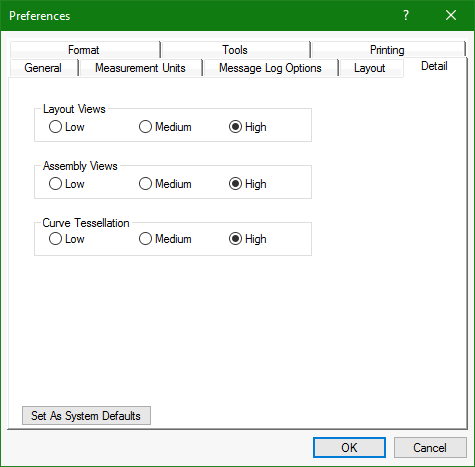 Preferences ?
Format Tools Printing
General Measurement Units Message Log Options Layout Detail
Layout Views
Low Medium High
Assembly Views
Low Medium High
Curve Tessellation
Low Medium High
Set As System Defaults
OK Cancel